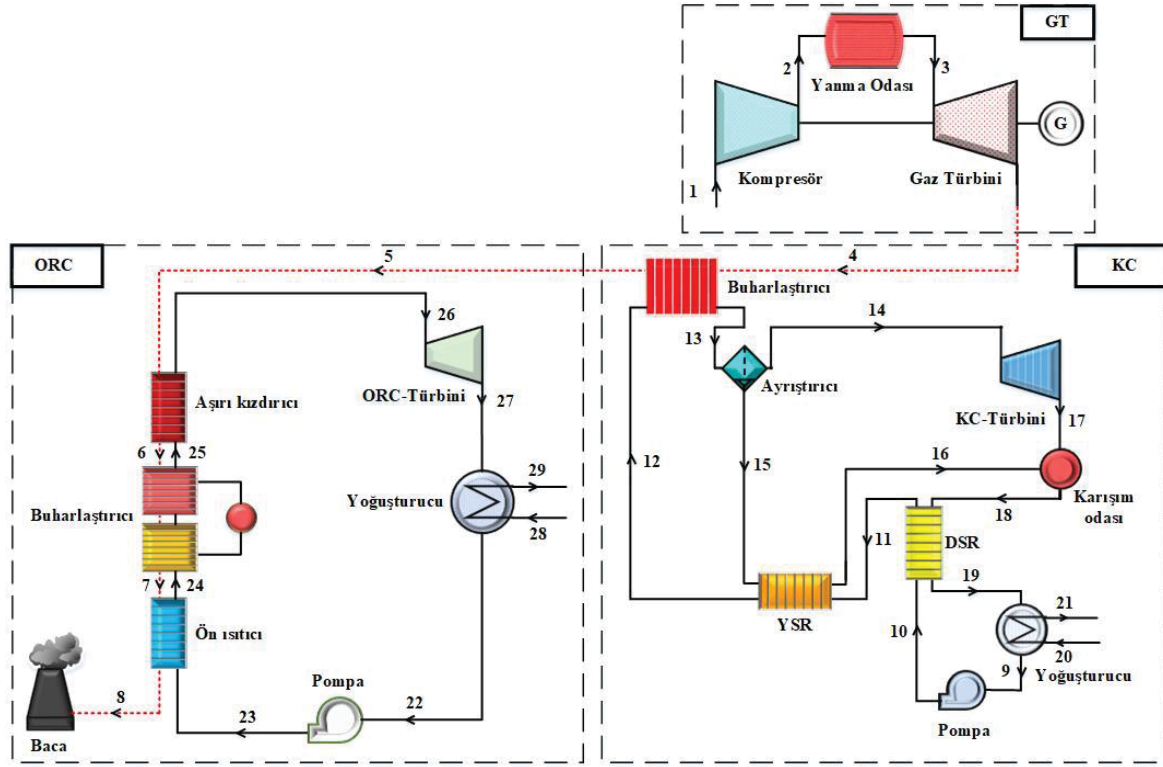 GT
2
3
Yanma Odası
G
Kompresör
Gaz Türbini
1
ORC
5
4
KC
Buharlaştırıcı
26
14
13
Ayrıştırıcı
ORC-Türbini
27
KC-Türbini
17
Aşırı kızdırıcı
6
25
12
15
16
29
Yoğuşturucu
28
Karışım
odası
Buharlaştırıcı
11
18
DSR
7
24
19
21
YSR
10
20
Ön ısıtıcı
9
Yoğuşturucu
Pompa
8
23
22
Pompa
Baca